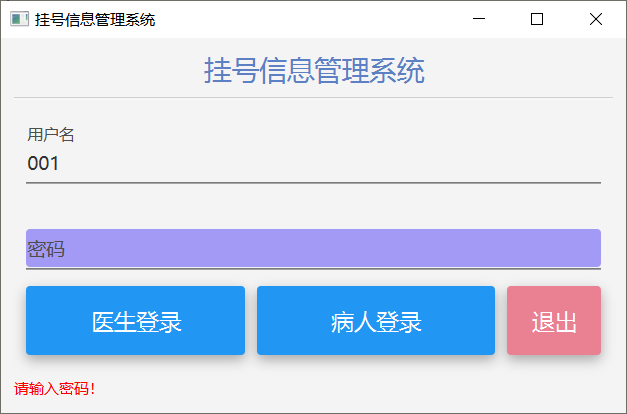 挂号信息管理系统
挂号信息管理系统
用户名
001
密码
医生登录 病人登录 退出
请输入密码！